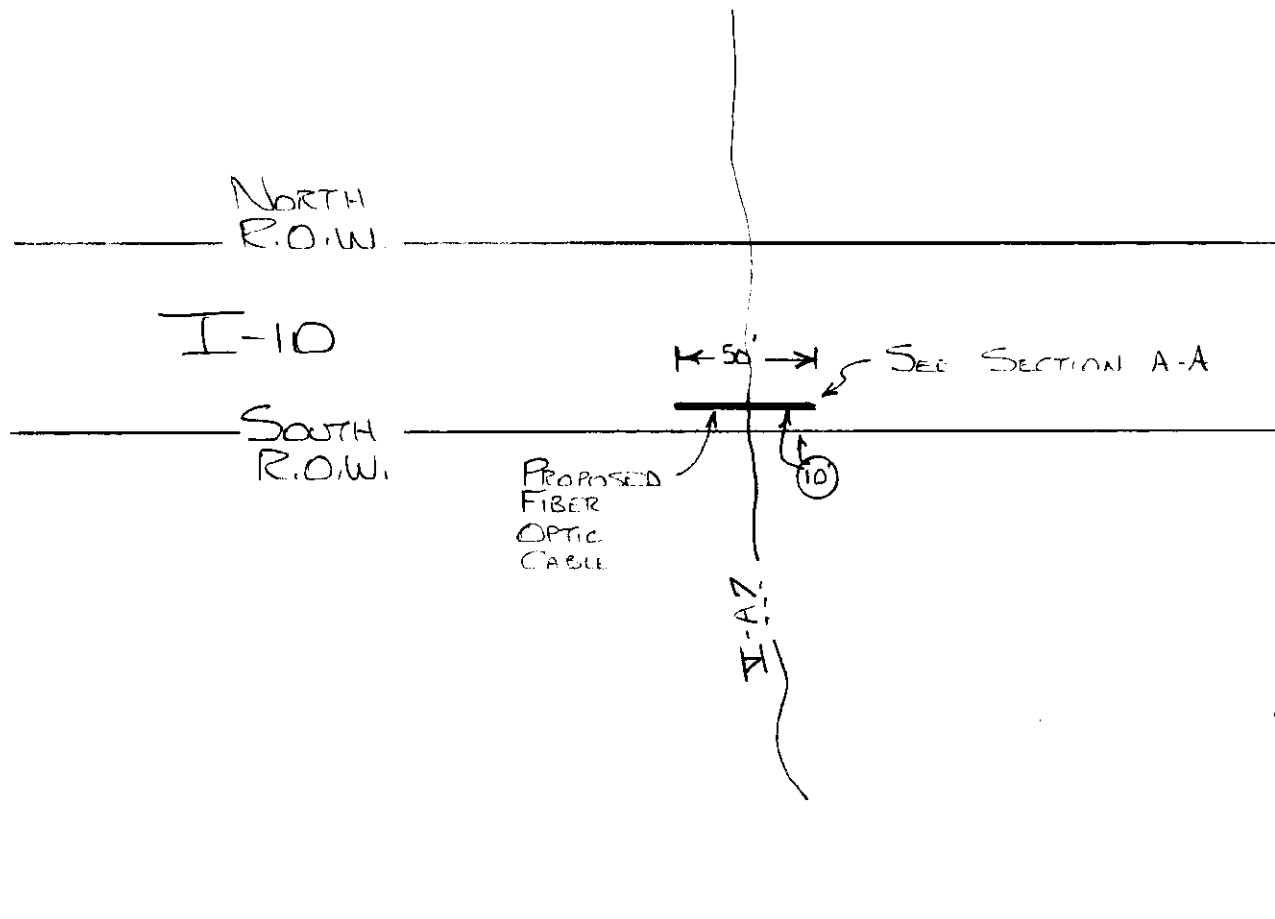 NORTH
R.O.W.
I-10
50'
SEE SECTION A-A
SOUTH
R.O.W.
PROPOSED
FIBER
OPTIC
CABLE
10'